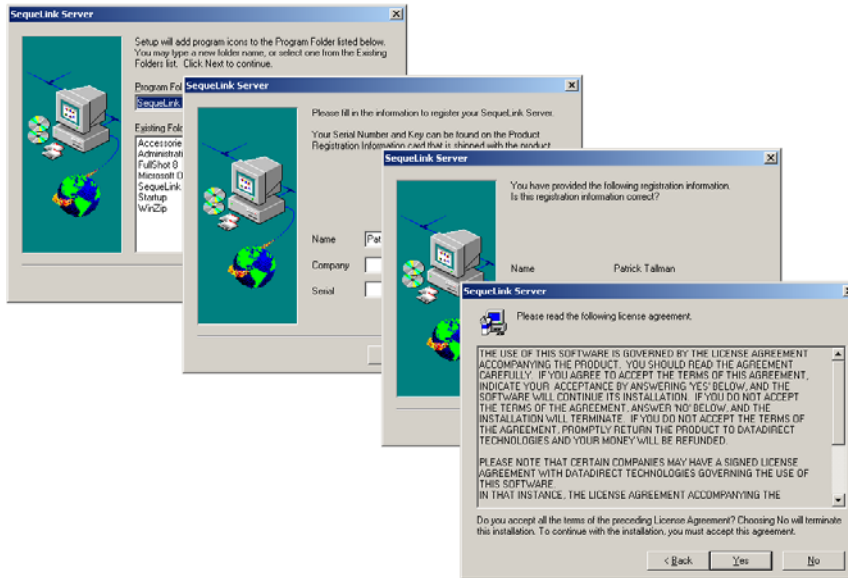 SequeLink Server
Setup will add program icons to the Program Folder listed below.
You may type a new folder name, or select one from the Existing
Folders list. Click Next to continue.
Program Fol
SequeLink
Existing Fold
Accessorie
Administrati
FullShot 8
Microsoft O
SequeLink
Startup
WinZip
SequeLink Server
Please fill in the information to register your SequeLink Server.
Your Serial Number and Key can be found on the Product
Registration Information card that is shipped with the product.
Name Pat
Company
Serial
SequeLink Server
You have provided the following registration information.
Is this registration information correct?
Name Patrick Tallman
SequeLink Server
Please read the following license agreement.
THE USE OF THIS SOFTWARE IS GOVERNED BY THE LICENSE AGREEMENT
ACCOMPANYING THE PRODUCT. YOU SHOULD READ THE AGREEMENT
CAREFULLY. IF YOU AGREE TO ACCEPT THE TERMS OF THIS AGREEMENT,
INDICATE YOUR ACCEPTANCE BY ANSWERING 'YES' BELOW, AND THE
SOFTWARE WILL CONTINUE ITS INSTALLATION. IF YOU DO NOT ACCEPT
THE TERMS OF THE AGREEMENT, ANSWER 'NO' BELOW, AND THE
INSTALLATION WILL TERMINATE. IF YOU DO NOT ACCEPT THE TERMS OF
THE AGREEMENT, PROMPTLY RETURN THE PRODUCT TO DATADIRECT
TECHNOLOGIES AND YOUR MONEY WILL BE REFUNDED.
PLEASE NOTE THAT CERTAIN COMPANIES MAY HAVE A SIGNED LICENSE
AGREEMENT WITH DATADIRECT TECHNOLOGIES GOVERNING THE USE OF
THIS SOFTWARE.
IN THAT INSTANCE, THE LICENSE AGREEMENT ACCOMPANYING THE
Do you accept all the terms of the preceding License Agreement? Choosing No will terminate
this installation. To continue with the installation, you must accept this agreement.
< Back Yes No